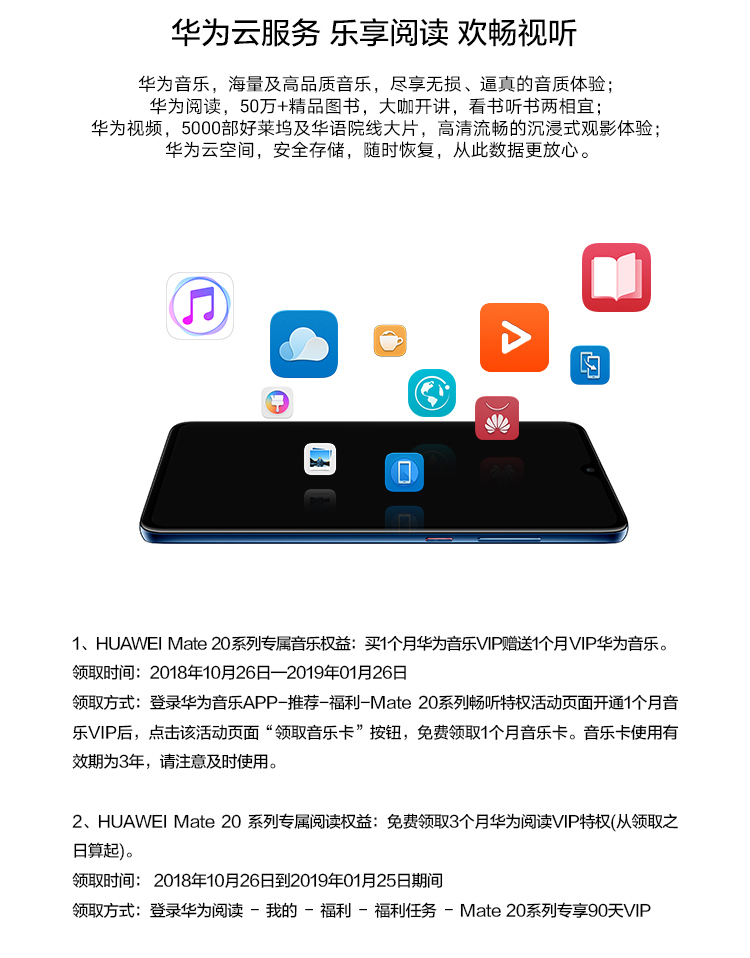 华为云服务 乐享阅读 欢畅视听
华为音乐，海量及高品质音乐，尽享无损、逼真的音质体验；
华为阅读，50万+精品图书，大咖开讲，看书听书两相宜；
华为视频，5000部好莱坞及华语院线大片，高清流畅的沉浸式观影体验；
华为云空间，安全存储，随时恢复，从此数据更放心。
1、HUAWEI Mate 20系列专属音乐权益：买1个月华为音乐VIP赠送1个月VIP华为音乐。
领取时间：2018年10月26日—2019年01月26日
领取方式：登录华为音乐APP-推荐-福利-Mate 20系列畅听特权活动页面开通1个月音
乐VIP后，点击该活动页面“领取音乐卡”按钮，免费领取1个月音乐卡。音乐卡使用有
效期为3年，请注意及时使用。
2、HUAWEI Mate 20 系列专属阅读权益：免费领取3个月华为阅读VIP特权(从领取之
日算起)。
领取时间： 2018年10月26日到2019年01月25日期间
领取方式：登录华为阅读 - 我的 - 福利 - 福利任务 - Mate 20系列专享90天VIP